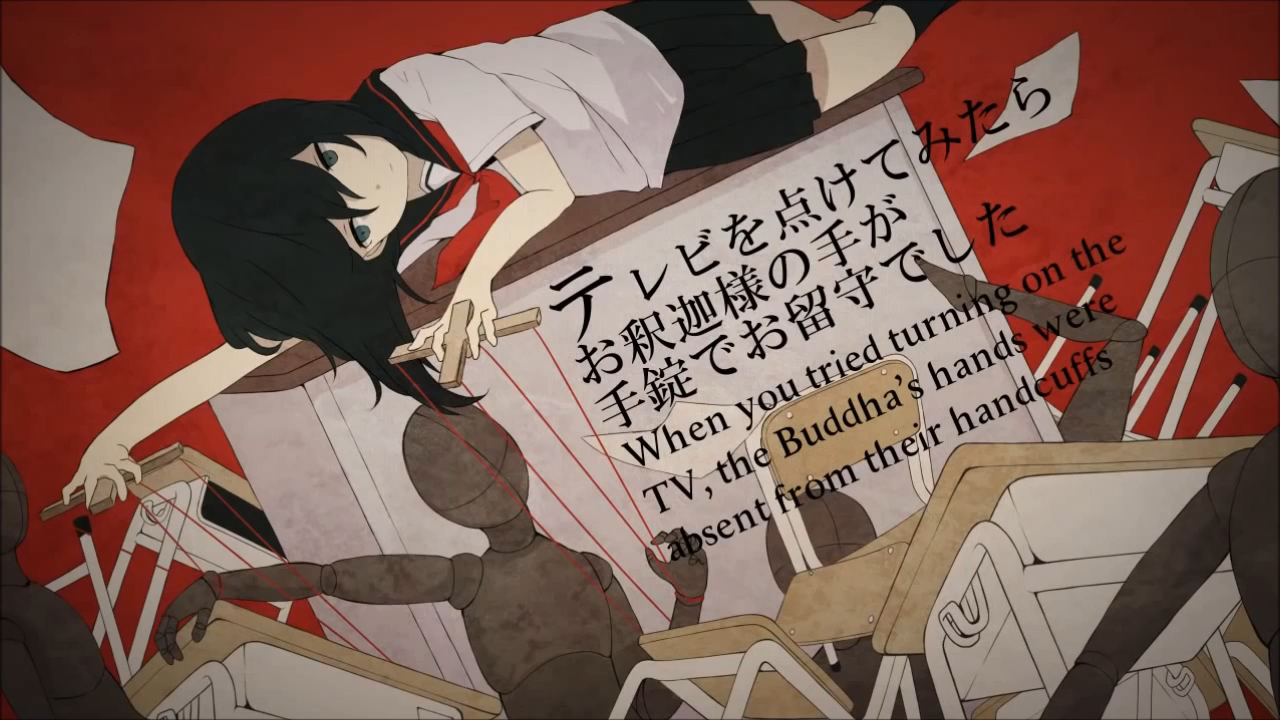 テレビを点けてみたら
お釈迦様の手が
手錠でお留守でした
When you tried turning on the
TV, the Buddha's hands were
absent from their handcuffs